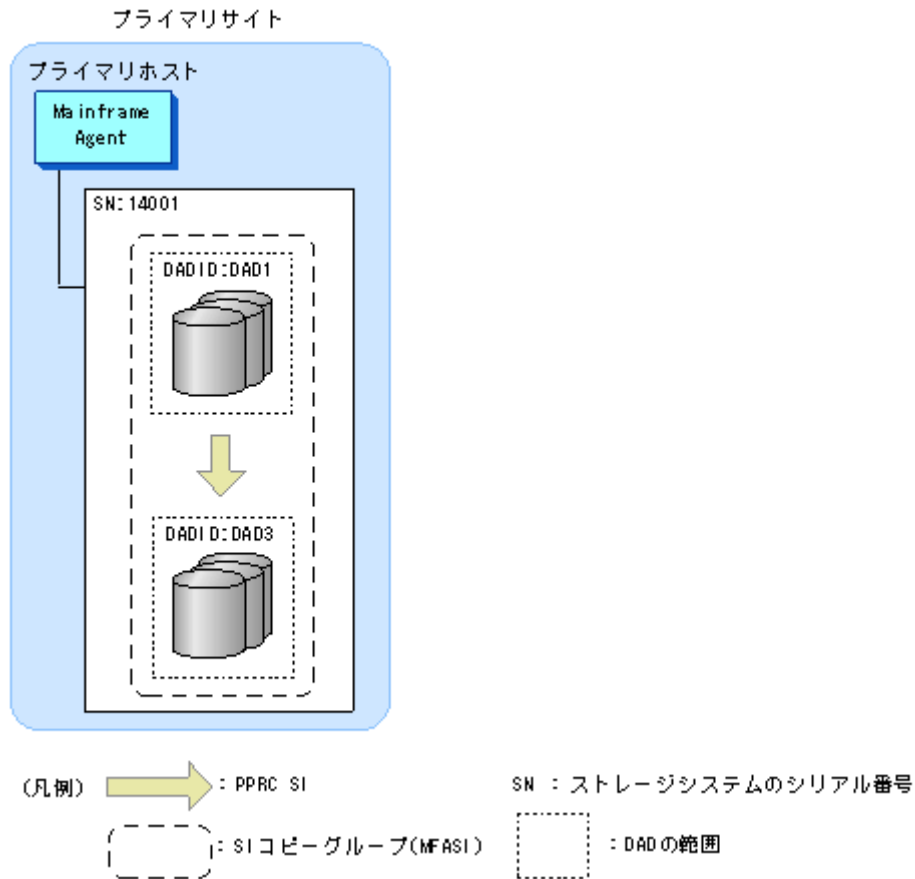 プライマリサイト
プライマリホスト
Mainframe
Agent
SN:14001
DADID:DAD1
DADID:DAD3
(凡例)
：PPRC SI
SN ：ストレージシステムのシリアル番号
：SIコピーグループ(MFASI)
：DADの範囲